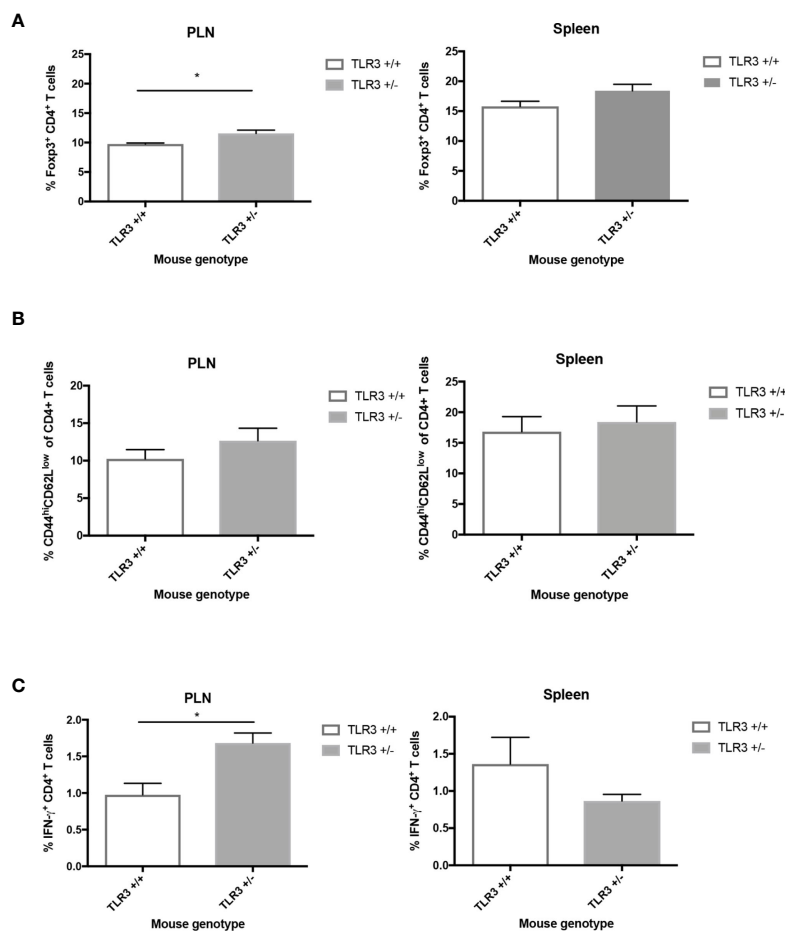 A
PLN
% Foxp3⁺ CD4⁺ T cells
25
20
15
10
5
0
TLR3 +/+
TLR3 +/-
Mouse genotype
*
TLR3 +/+
TLR3 +/-
Spleen
% Foxp3⁺ CD4⁺ T cells
25
20
15
10
5
0
TLR3 +/+
TLR3 +/-
Mouse genotype
TLR3 +/+
TLR3 +/-
B
PLN
% CD44ʰⁱCD62Lˡᵒʷ of CD4+ T cells
20
15
10
5
0
TLR3 +/+
TLR3 +/-
Mouse genotype
TLR3 +/+
TLR3 +/-
Spleen
% CD44ʰⁱCD62Lˡᵒʷ of CD4+ T cells
25
20
15
10
5
0
TLR3 +/+
TLR3 +/-
Mouse genotype
TLR3 +/+
TLR3 +/-
C
PLN
% IFN-γ⁺ CD4⁺ T cells
2.0
1.5
1.0
0.5
0.0
TLR3 +/+
TLR3 +/-
Mouse genotype
*
TLR3 +/+
TLR3 +/-
Spleen
% IFN-γ⁺ CD4⁺ T cells
2.0
1.5
1.0
0.5
0.0
TLR3 +/+
TLR3 +/-
Mouse genotype
TLR3 +/+
TLR3 +/-